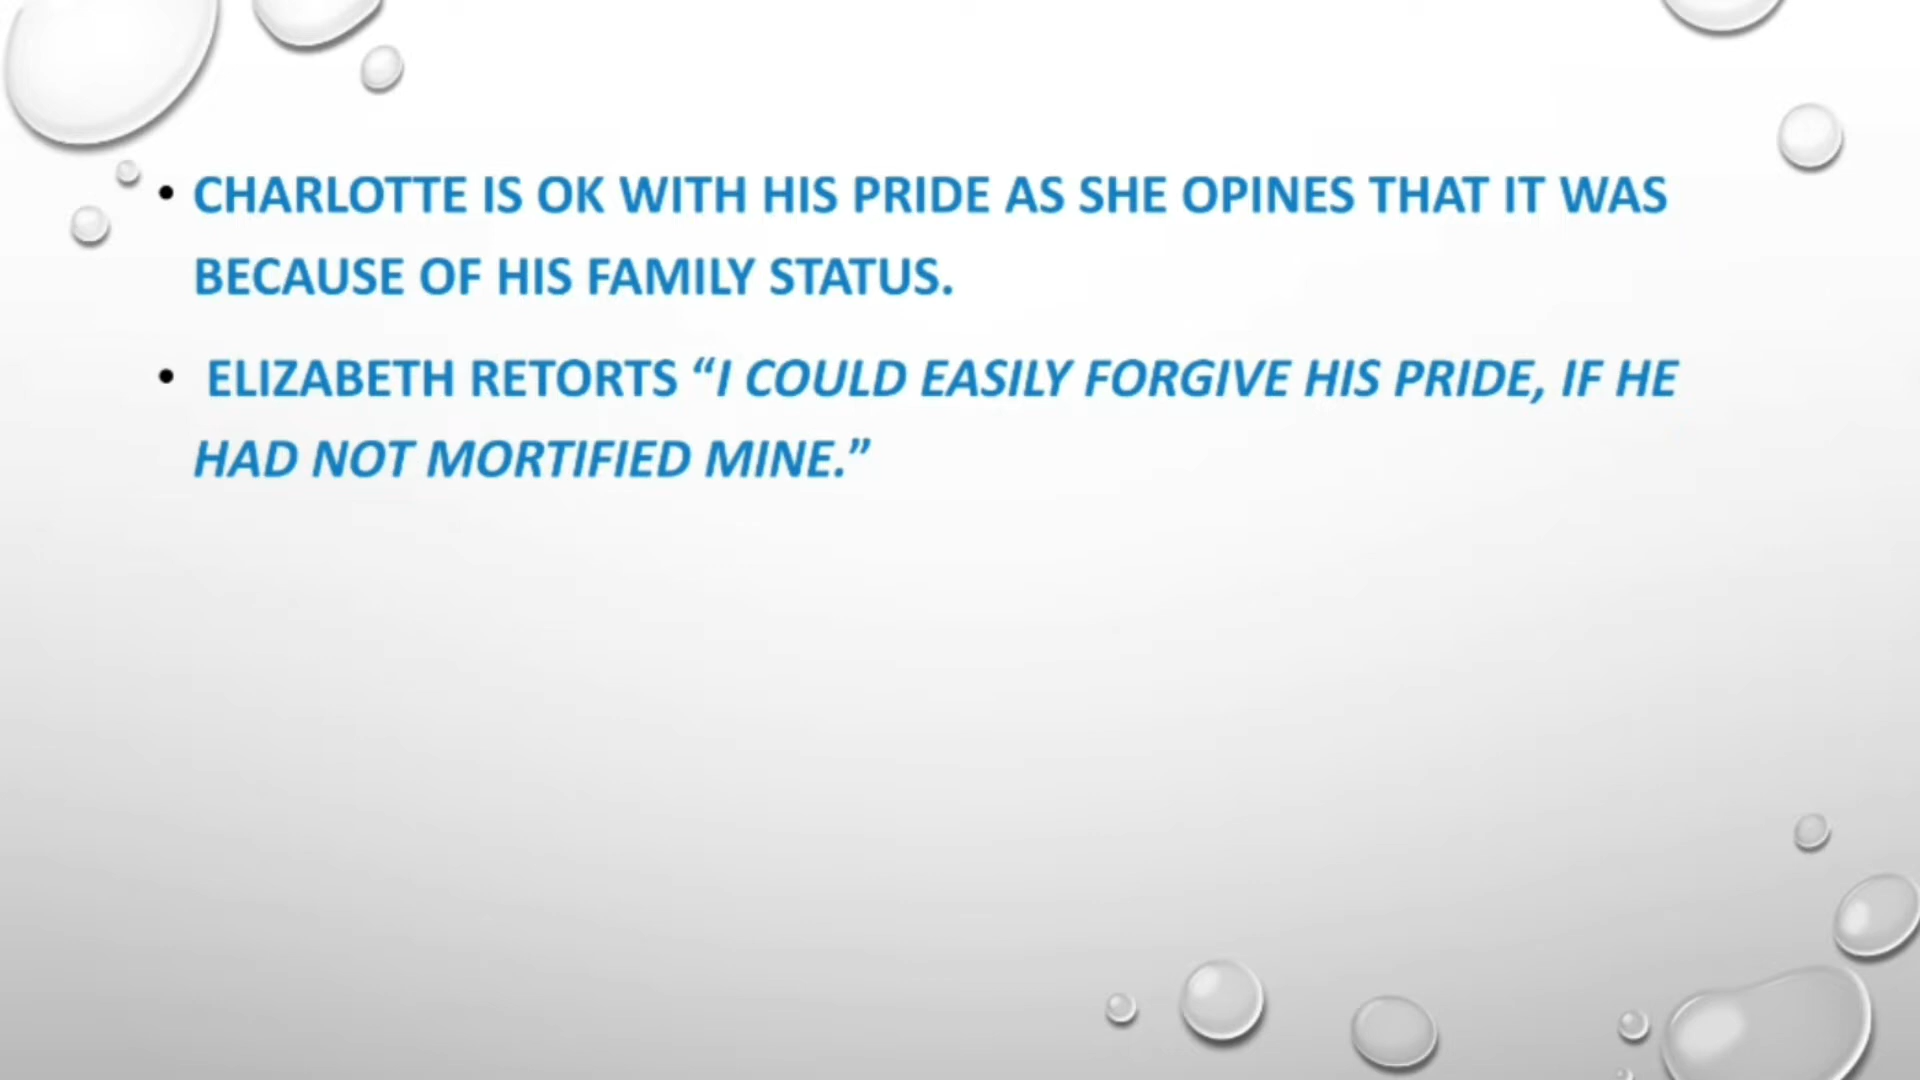 • CHARLOTTE IS OK WITH HIS PRIDE AS SHE OPINES THAT IT WAS
BECAUSE OF HIS FAMILY STATUS.
• ELIZABETH RETORTS “I COULD EASILY FORGIVE HIS PRIDE, IF HE
HAD NOT MORTIFIED MINE.”